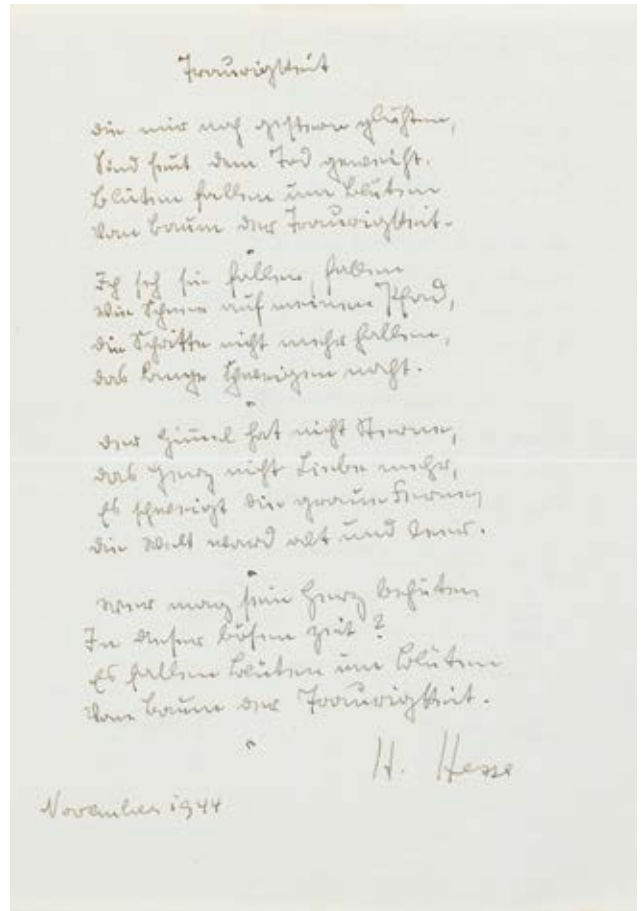 Traurigkeit
Die mir noch gestern glühten,
Sind heut dem Tod geweiht.
Blüten fallen um Blüten
Vom Baum der Traurigkeit.
Ich seh sie fallen, fallen
Wie Schnee auf meinen Pfad,
Die Schritte nicht mehr hallen,
Das lange Schweigen naht.
Der Him̅el hat nicht Sterne,
Das Herz nicht Liebe mehr,
Es schweigt die graue Ferne,
Die Welt ward alt und leer.
Wer mag sein Herz behüten
In dieser bösen Zeit?
Es fallen Blüten um Blüten
Vom Baum der Traurigkeit.
H. Hesse
November 1944